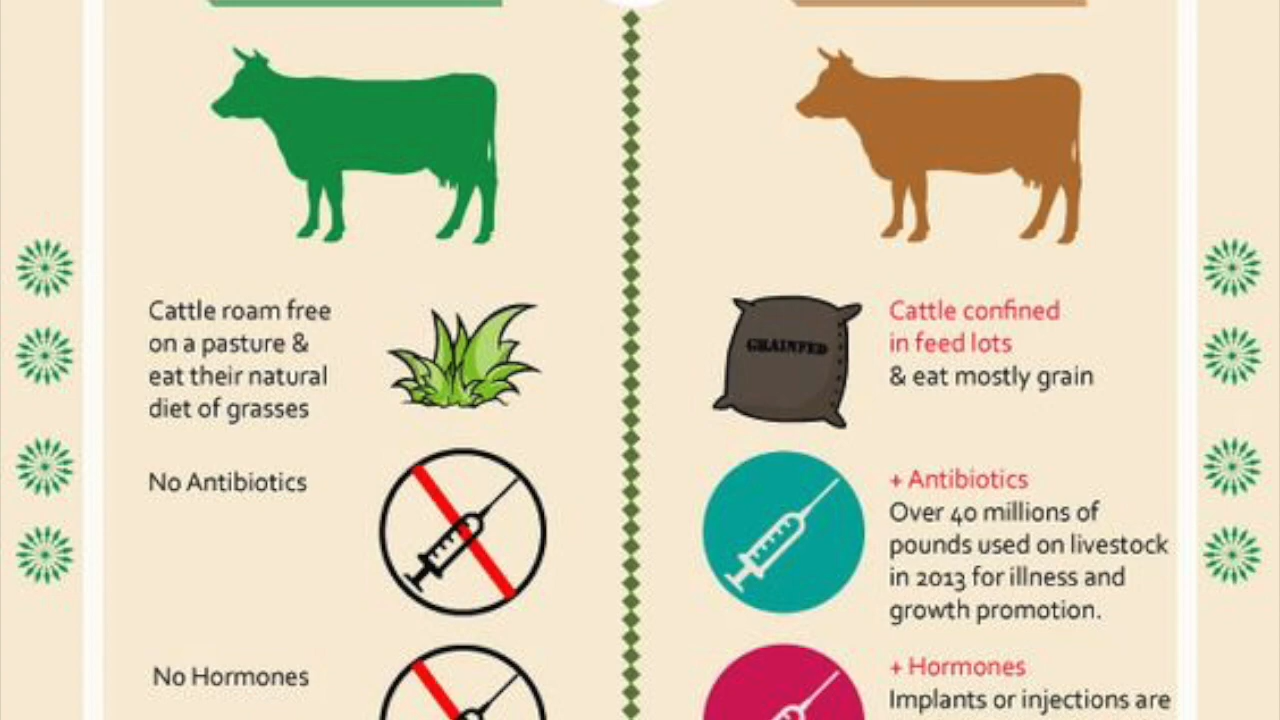 Cattle roam free
on a pasture &
eat their natural
diet of grasses
GRAINFED
Cattle confined
in feed lots
& eat mostly grain
No Antibiotics
+ Antibiotics
Over 40 millions of
pounds used on livestock
in 2013 for illness and
growth promotion.
No Hormones
+ Hormones
Implants or injections are